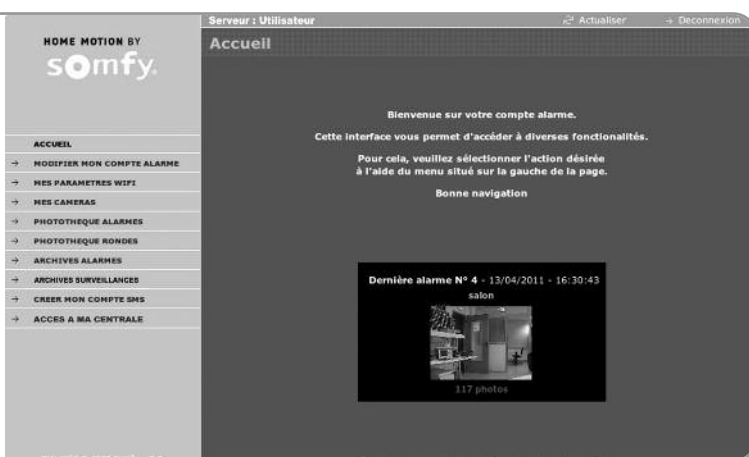 Serveur : Utilisateur
Actualiser
Deconnexion
HOME MOTION BY
somfy.
Accueil
ACCUEIL
MODIFIER MON COMPTE ALARME
MES PARAMETRES WIFI
MES CAMERAS
PHOTOTHEQUE ALARMES
PHOTOTHEQUE RONDES
ARCHIVES ALARMES
ARCHIVES SURVEILLANCES
CREER MON COMPTE SMS
ACCES A MA CENTRALE
Bienvenue sur votre compte alarme.
Cette interface vous permet d'accéder à diverses fonctionalités.
Pour cela, veuillez sélectionner l'action désirée
à l'aide du menu situé sur la gauche de la page.
Bonne navigation
Dernière alarme N° 4 - 13/04/2011 - 16:30:43
salon
117 photos